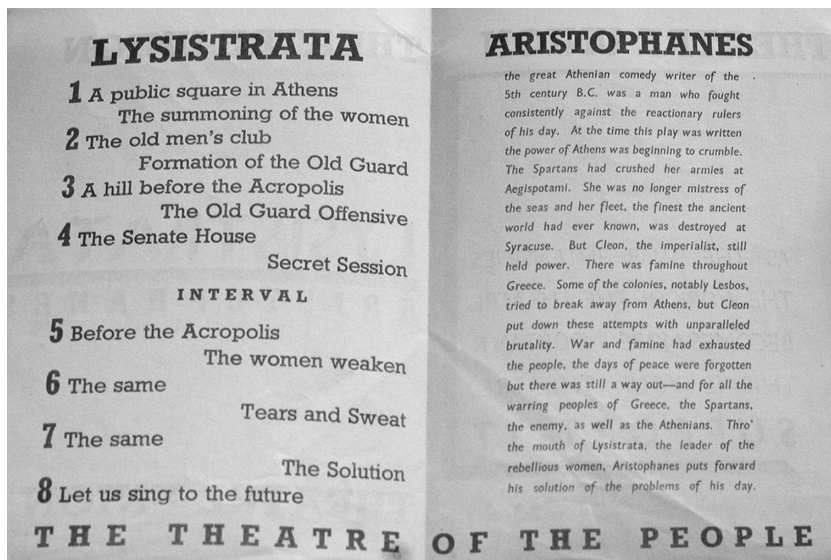 LYSISTRATA
1 A public square in Athens
The summoning of the women
2 The old men's club
Formation of the Old Guard
3 A hill before the Acropolis
The Old Guard Offensive
4 The Senate House
Secret Session
INTERVAL
5 Before the Acropolis
The women weaken
6 The same
Tears and Sweat
7 The same
The Solution
8 Let us sing to the future
ARISTOPHANES
the great Athenian comedy writer of the
5th century B.C. was a man who fought
consistently against the reactionary rulers
of his day. At the time this play was written
the power of Athens was beginning to crumble.
The Spartans had crushed her armies at
Aegispotami. She was no longer mistress of
the seas and her fleet, the finest the ancient
world had ever known, was destroyed at
Syracuse. But Cleon, the imperialist, still
held power. There was famine throughout
Greece. Some of the colonies, notably Lesbos,
tried to break away from Athens, but Cleon
put down these attempts with unparalleled
brutality. War and famine had exhausted
the people, the days of peace were forgotten
but there was still a way out—and for all the
warring peoples of Greece, the Spartans,
the enemy, as well as the Athenians. Thro'
the mouth of Lysistrata, the leader of the
rebellious women, Aristophanes puts forward
his solution of the problems of his day.
THE THEATRE OF THE PEOPLE